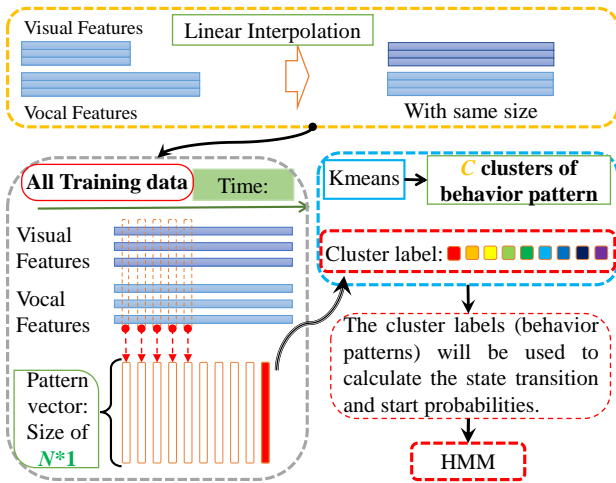 Visual Features
Linear Interpolation
Vocal Features
With same size
All Training data
Time:
Visual
Features
Vocal
Features
Pattern
vector:
Size of
N*1
Kmeans
C clusters of
behavior pattern
Cluster label:
The cluster labels (behavior
patterns) will be used to
calculate the state transition
and start probabilities.
HMM